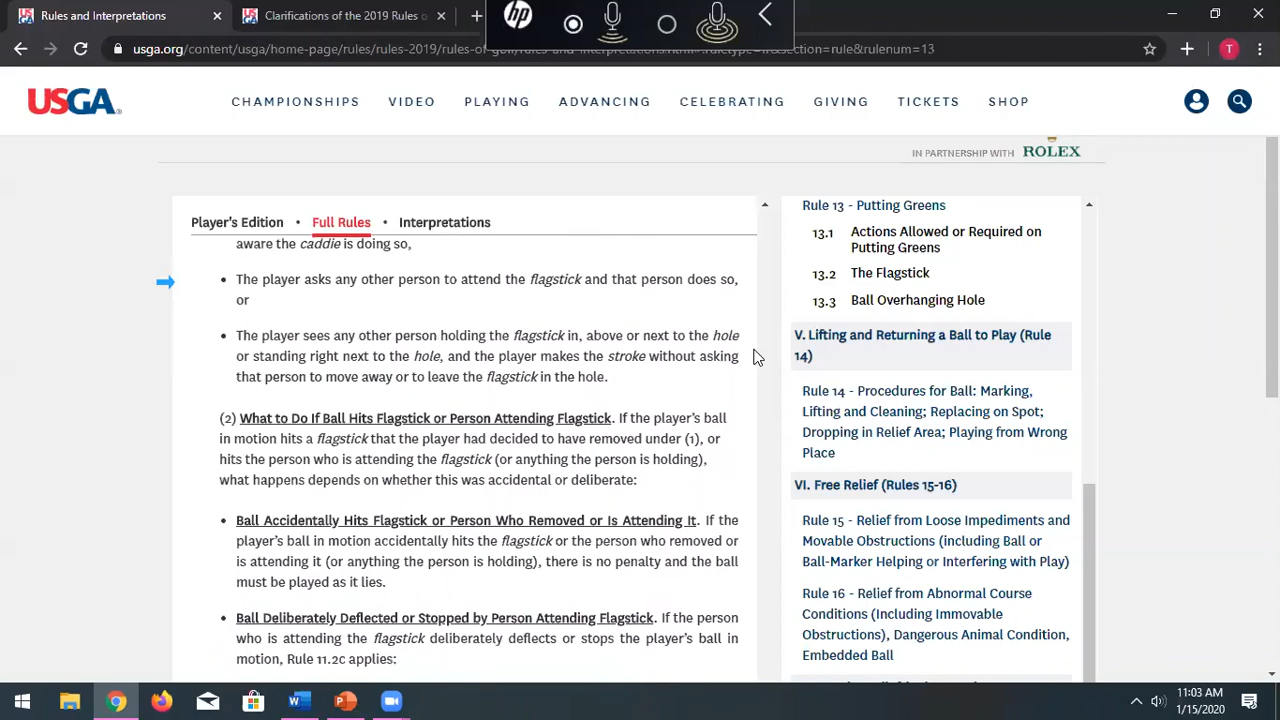 Rules and Interpretations
Clarifications of the 2019 Rules o
hp
usga.org/content/usga/home-page/rules/rules-2019/rules-of-golf/rules-and-interpretations.html#!ruletype=fr&section=rule&rulenum=13
T
USGA
CHAMPIONSHIPS VIDEO PLAYING ADVANCING CELEBRATING GIVING TICKETS SHOP
IN PARTNERSHIP WITH ROLEX
Player's Edition • Full Rules • Interpretations
aware the caddie is doing so,
• The player asks any other person to attend the flagstick and that person does so,
or
• The player sees any other person holding the flagstick in, above or next to the hole
or standing right next to the hole, and the player makes the stroke without asking
that person to move away or to leave the flagstick in the hole.
(2) What to Do If Ball Hits Flagstick or Person Attending Flagstick. If the player's ball
in motion hits a flagstick that the player had decided to have removed under (1), or
hits the person who is attending the flagstick (or anything the person is holding),
what happens depends on whether this was accidental or deliberate:
• Ball Accidentally Hits Flagstick or Person Who Removed or Is Attending It. If the
player's ball in motion accidentally hits the flagstick or the person who removed or
is attending it (or anything the person is holding), there is no penalty and the ball
must be played as it lies.
• Ball Deliberately Deflected or Stopped by Person Attending Flagstick. If the person
who is attending the flagstick deliberately deflects or stops the player's ball in
motion, Rule 11.2c applies:
Rule 13 - Putting Greens
13.1 Actions Allowed or Required on
Putting Greens
13.2 The Flagstick
13.3 Ball Overhanging Hole
V. Lifting and Returning a Ball to Play (Rule
14)
Rule 14 - Procedures for Ball: Marking,
Lifting and Cleaning; Replacing on Spot;
Dropping in Relief Area; Playing from Wrong
Place
VI. Free Relief (Rules 15-16)
Rule 15 - Relief from Loose Impediments and
Movable Obstructions (including Ball or
Ball-Marker Helping or Interfering with Play)
Rule 16 - Relief from Abnormal Course
Conditions (Including Immovable
Obstructions), Dangerous Animal Condition,
Embedded Ball
11:03 AM
1/15/2020